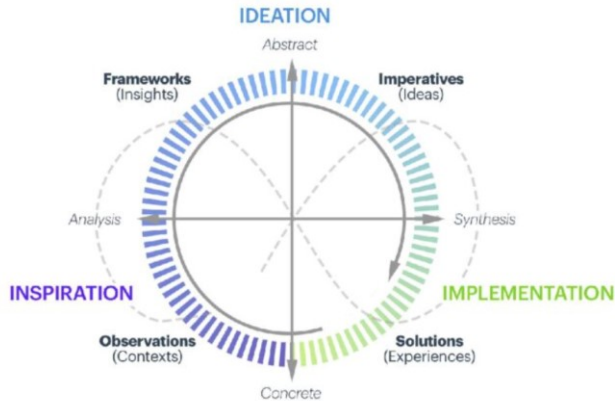 IDEATION
Abstract
Frameworks
(Insights)
Imperatives
(Ideas)
Analysis
Synthesis
INSPIRATION
IMPLEMENTATION
Observations
(Contexts)
Solutions
(Experiences)
Concrete